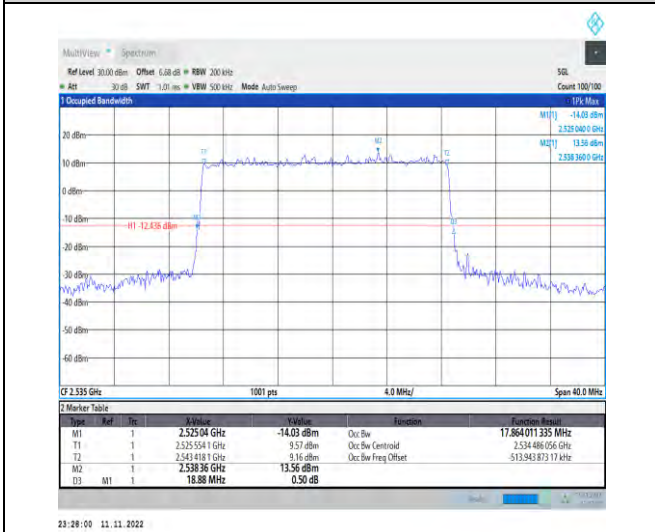 MultiView Spectrum
Ref Level 30.00 dBm Offset 6.68 dB RBW 200 kHz SGL
Att 30 dB SWT 1.01 ms VBW 500 kHz Mode Auto Sweep Count 100/100
1 Occupied Bandwidth 1Pk Max
M1[1] -14.03 dBm
2.525 040 0 GHz
20 dBm
M2[1] 13.56 dBm
2.538 360 0 GHz
T1 M2 T2
10 dBm
0 dBm
-10 dBm
H1 -12.436 dBm
-20 dBm
-30 dBm
-40 dBm
-50 dBm
-60 dBm
CF 2.535 GHz 1001 pts 4.0 MHz/ Span 40.0 MHz
2 Marker Table
Type Ref Trc X-Value Y-Value Function Function Result
M1 1 2.525 04 GHz -14.03 dBm Occ Bw 17.864 011 335 MHz
T1 1 2.525 554 1 GHz 9.57 dBm Occ Bw Centroid 2.534 486 056 GHz
T2 1 2.543 418 1 GHz 9.16 dBm Occ Bw Freq Offset -513.943 873 17 kHz
M2 1 2.538 36 GHz 13.56 dBm
D3 M1 1 18.88 MHz 0.50 dB
23:28:00 11.11.2022